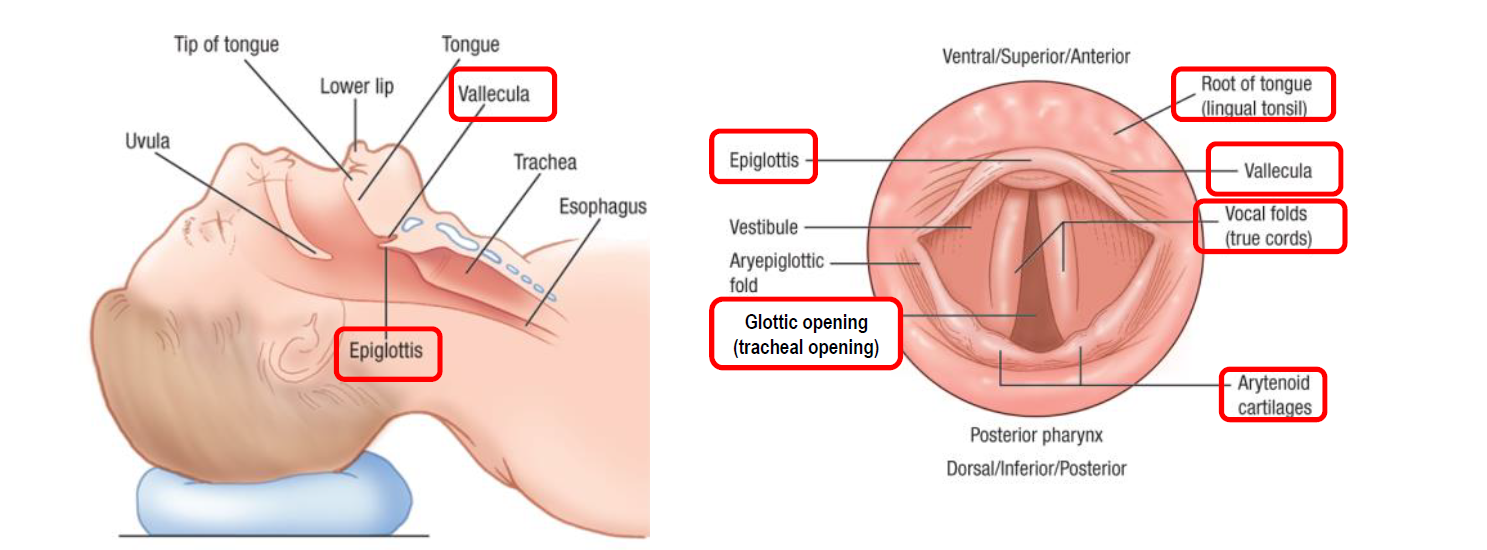 Tip of tongue
Tongue
Lower lip
Vallecula
Uvula
Trachea
Esophagus
Epiglottis
Ventral/Superior/Anterior
Root of tongue
(lingual tonsil)
Epiglottis
Vallecula
Vestibule
Vocal folds
(true cords)
Aryepiglottic
fold
Glottic opening
(tracheal opening)
Arytenoid
cartilages
Posterior pharynx
Dorsal/Inferior/Posterior